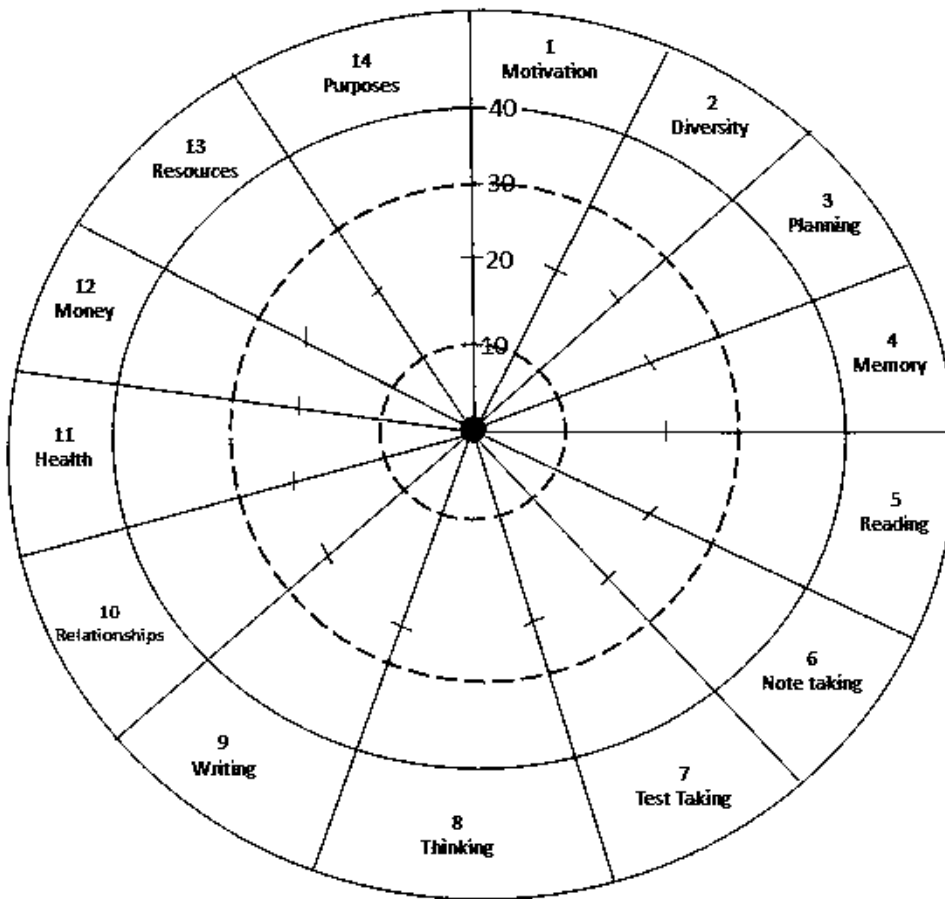 1
Motivation
2
Diversity
3
Planning
4
Memory
5
Reading
6
Note taking
7
Test Taking
8
Thinking
9
Writing
10
Relationships
11
Health
12
Money
13
Resources
14
Purposes
40
30
20
10